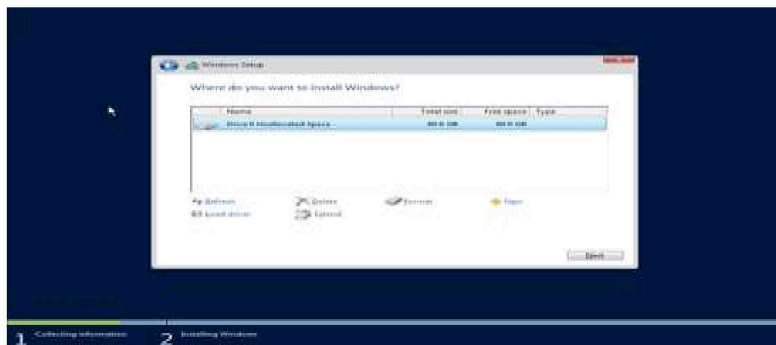 Windows Setup
Where do you want to install Windows?
Name Total size Free space Type
Drive 0 Unallocated Space
Refresh Delete Format New
Load driver Extend
Next
1 Collecting information 2 Installing Windows